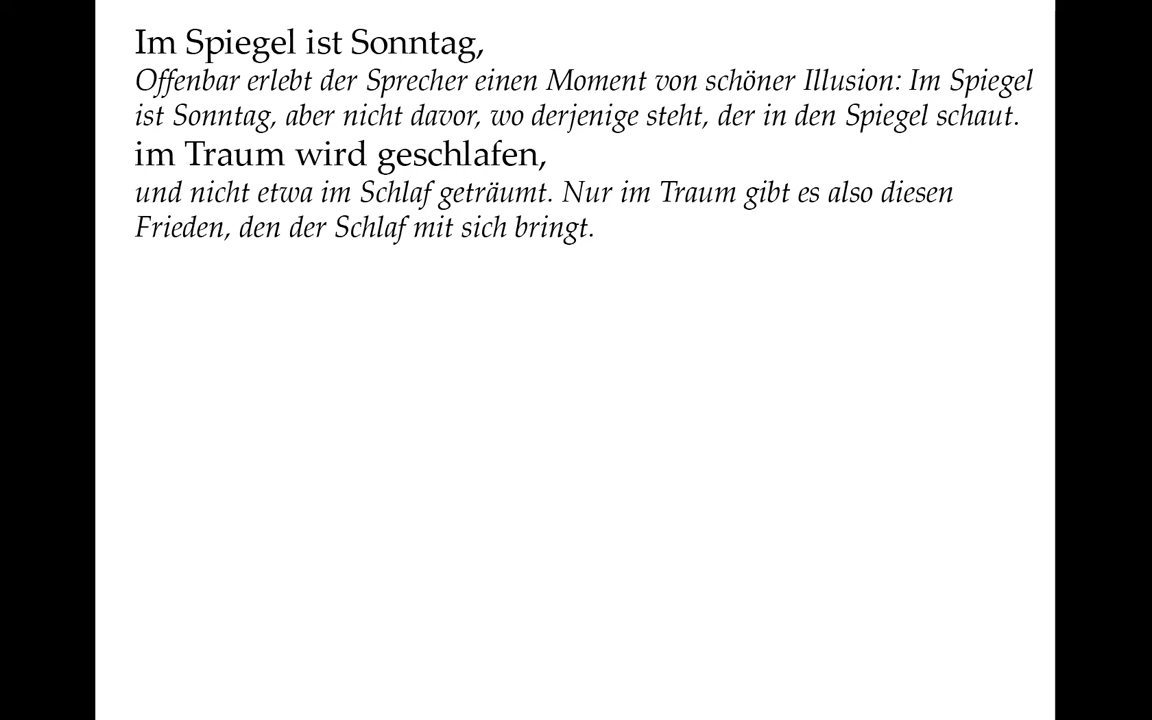 Im Spiegel ist Sonntag,
Offenbar erlebt der Sprecher einen Moment von schöner Illusion: Im Spiegel
ist Sonntag, aber nicht davor, wo derjenige steht, der in den Spiegel schaut.
im Traum wird geschlafen,
und nicht etwa im Schlaf geträumt. Nur im Traum gibt es also diesen
Frieden, den der Schlaf mit sich bringt.